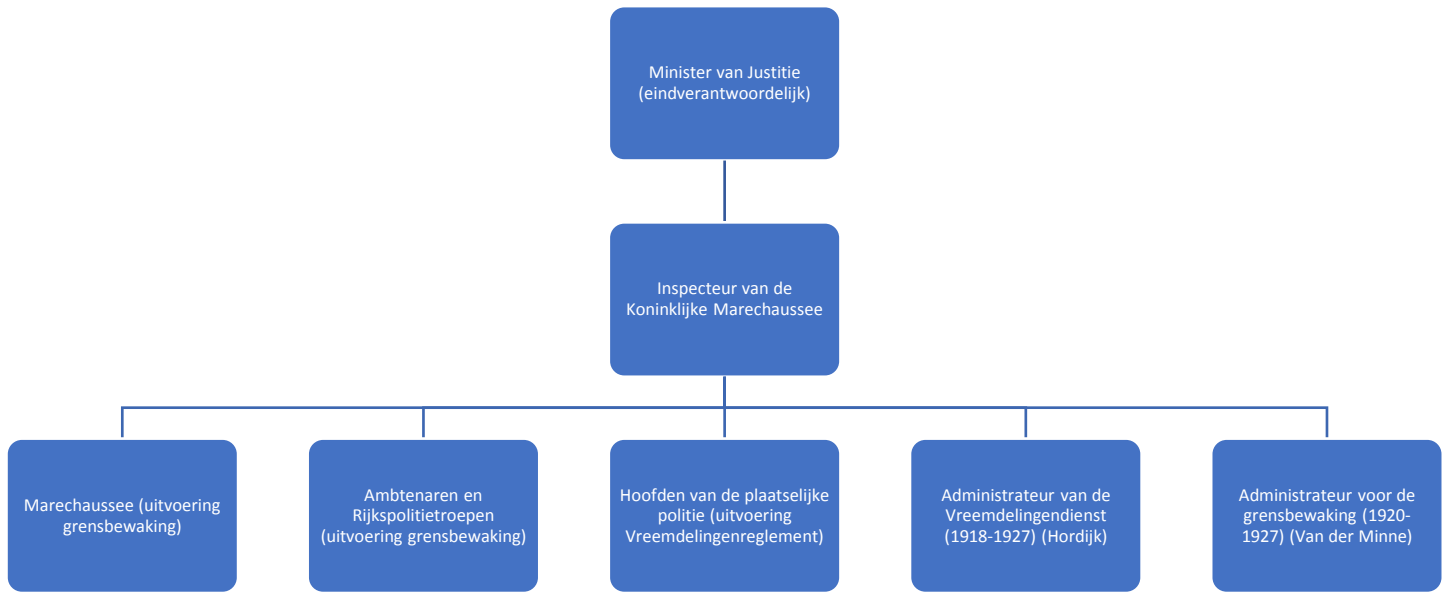 Minister van Justitie
(eindverantwoordelijk)
Inspecteur van de
Koninklijke Marechaussee
Marechaussee (uitvoering
grensbewaking)
Ambtenaren en
Rijkspolitietroepen
(uitvoering grensbewaking)
Hoofden van de plaatselijke
politie (uitvoering
Vreemdelingenreglement)
Administrateur van de
Vreemdelingendienst
(1918-1927) (Hordijk)
Administrateur voor de
grensbewaking (1920-
1927) (Van der Minne)